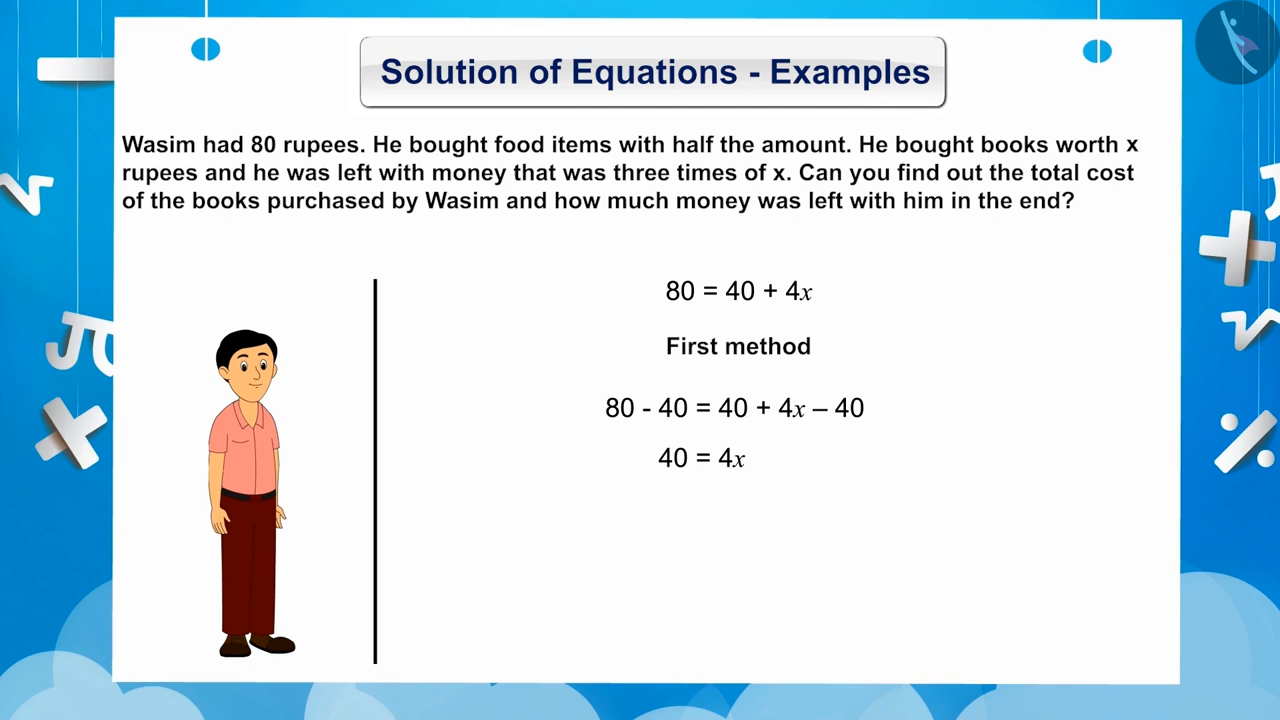 Solution of Equations - Examples
Wasim had 80 rupees. He bought food items with half the amount. He bought books worth x
rupees and he was left with money that was three times of x. Can you find out the total cost
of the books purchased by Wasim and how much money was left with him in the end?
80 = 40 + 4x
First method
80 - 40 = 40 + 4x – 40
40 = 4x